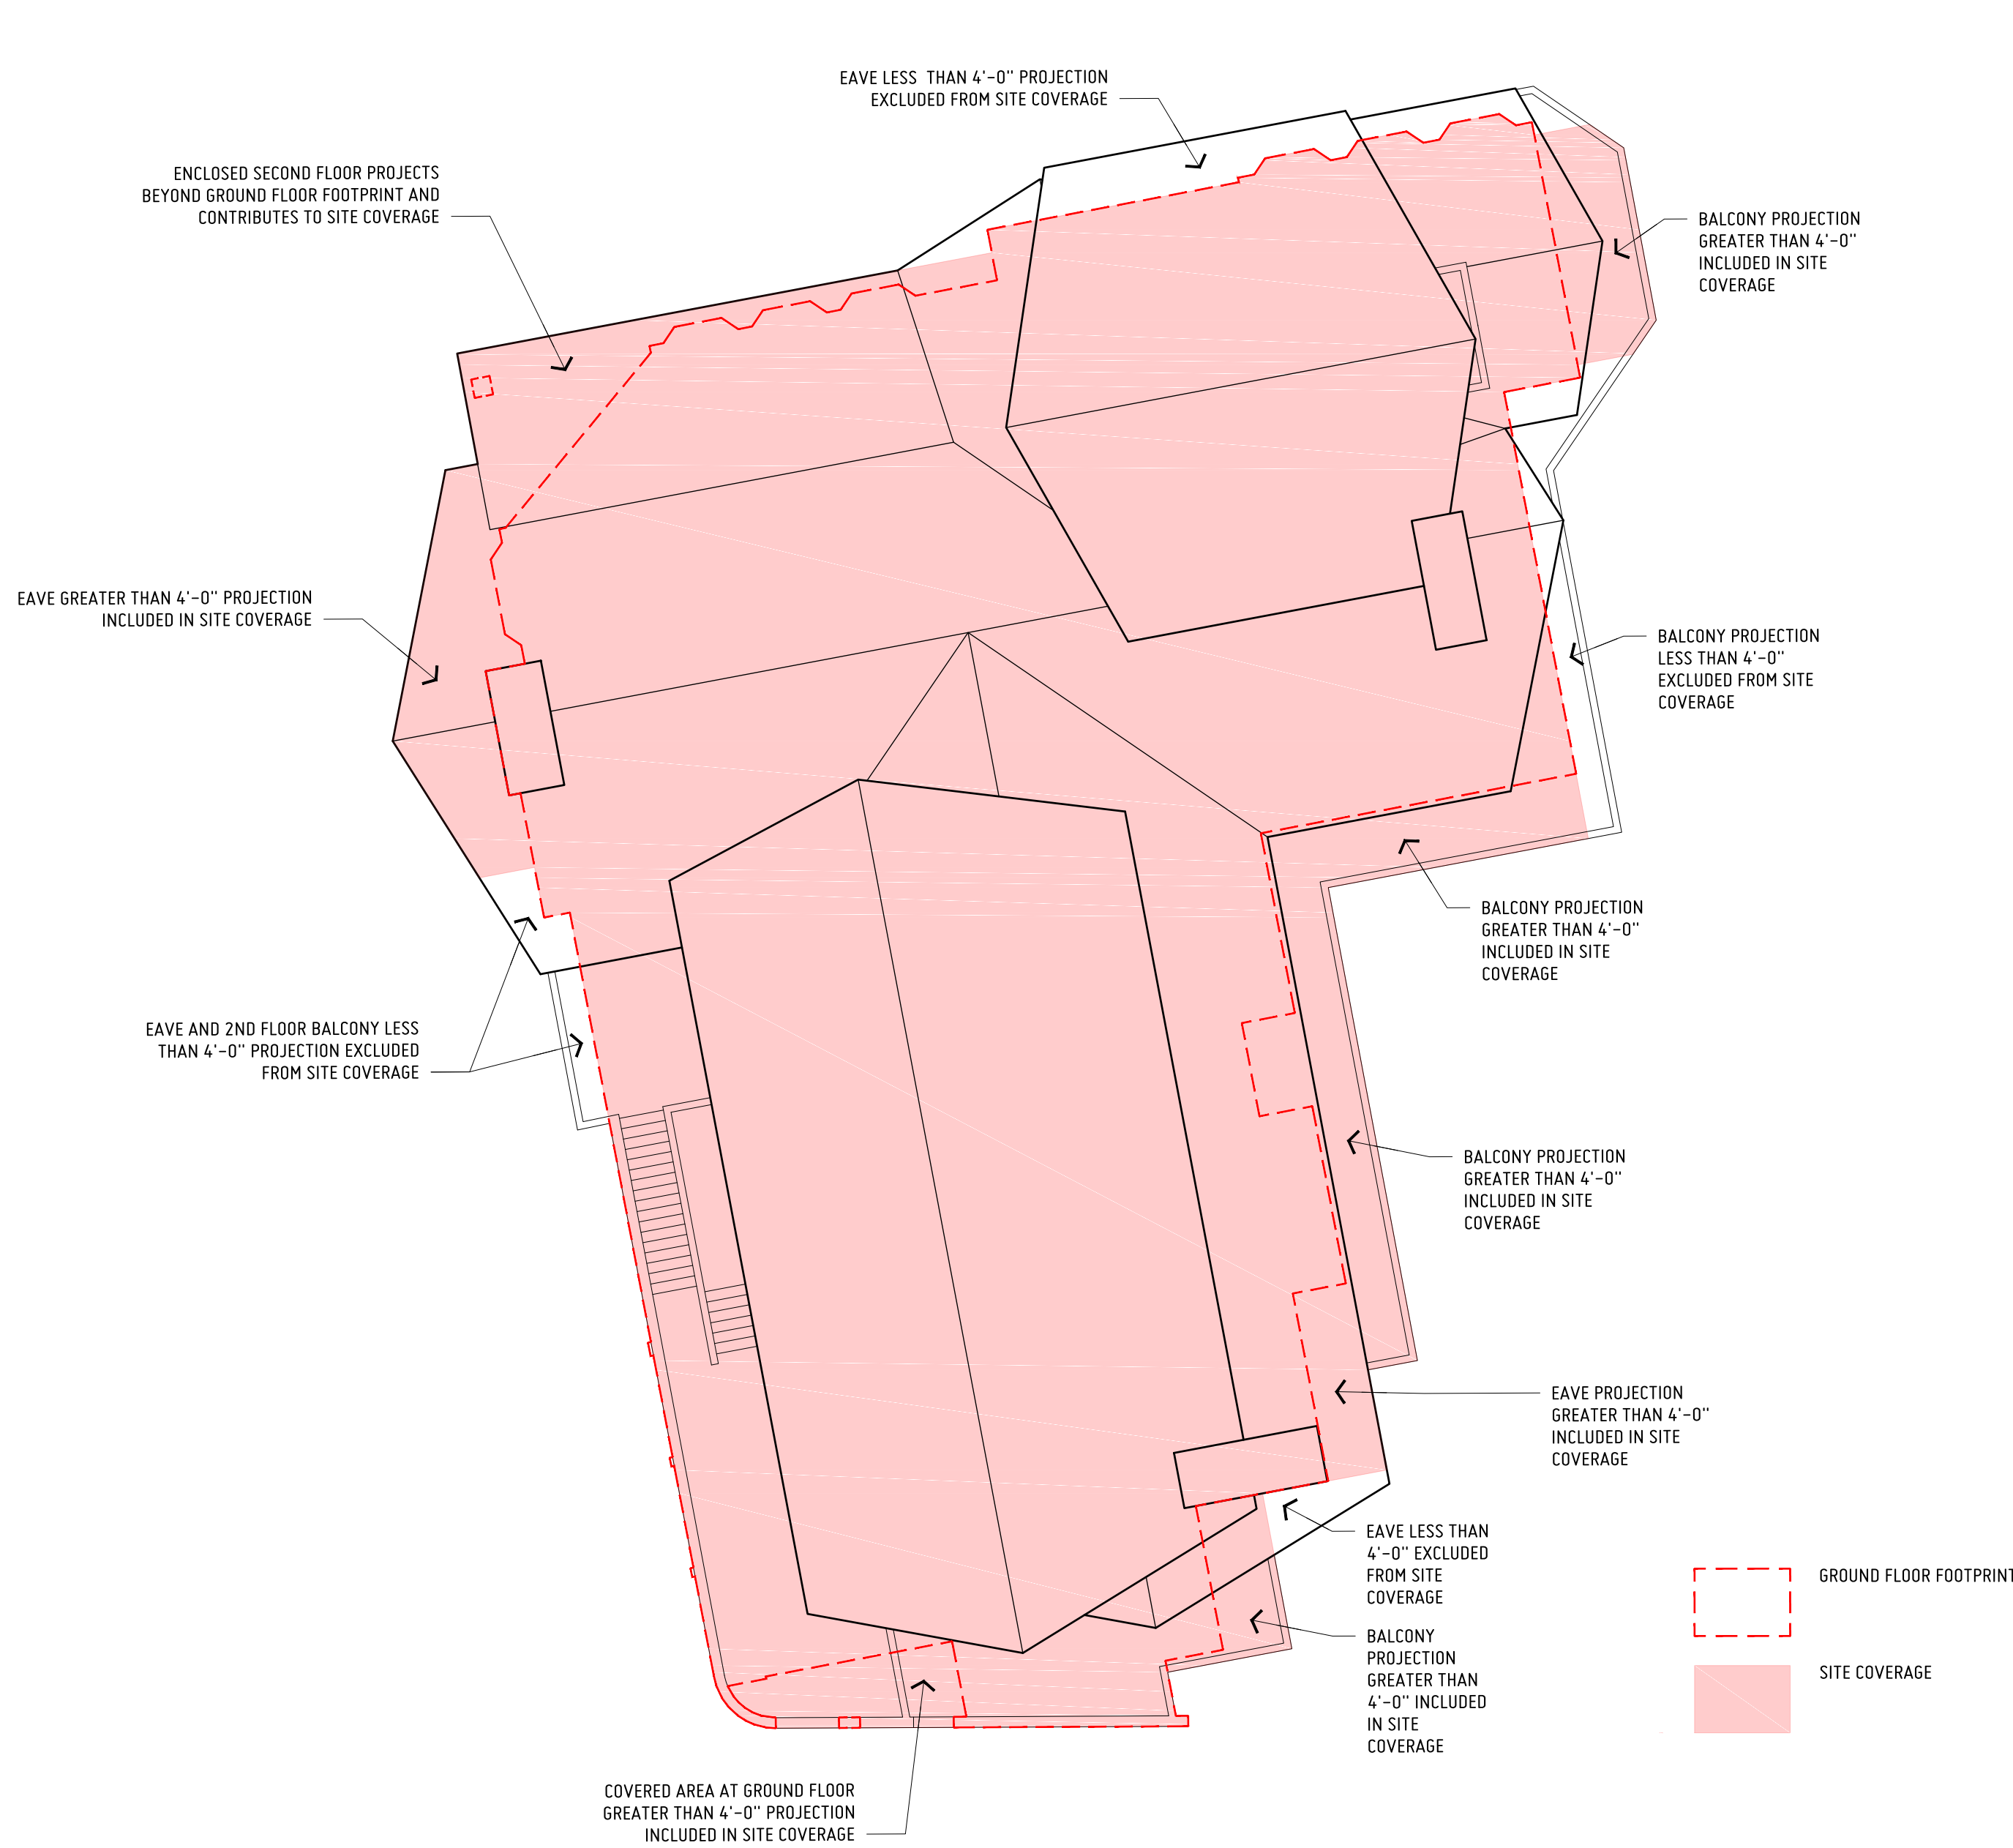 EAVE LESS THAN 4'-0" PROJECTION
EXCLUDED FROM SITE COVERAGE
ENCLOSED SECOND FLOOR PROJECTS
BEYOND GROUND FLOOR FOOTPRINT AND
CONTRIBUTES TO SITE COVERAGE
BALCONY PROJECTION
GREATER THAN 4'-0"
INCLUDED IN SITE
COVERAGE
EAVE GREATER THAN 4'-0" PROJECTION
INCLUDED IN SITE COVERAGE
BALCONY PROJECTION
LESS THAN 4'-0"
EXCLUDED FROM SITE
COVERAGE
BALCONY PROJECTION
GREATER THAN 4'-0"
INCLUDED IN SITE
COVERAGE
EAVE AND 2ND FLOOR BALCONY LESS
THAN 4'-0" PROJECTION EXCLUDED
FROM SITE COVERAGE
BALCONY PROJECTION
GREATER THAN 4'-0"
INCLUDED IN SITE
COVERAGE
EAVE PROJECTION
GREATER THAN 4'-0"
INCLUDED IN SITE
COVERAGE
EAVE LESS THAN
4'-0" EXCLUDED
FROM SITE
COVERAGE
BALCONY
PROJECTION
GREATER THAN
4'-0" INCLUDED
IN SITE
COVERAGE
GROUND FLOOR FOOTPRINT
SITE COVERAGE
COVERED AREA AT GROUND FLOOR
GREATER THAN 4'-0" PROJECTION
INCLUDED IN SITE COVERAGE